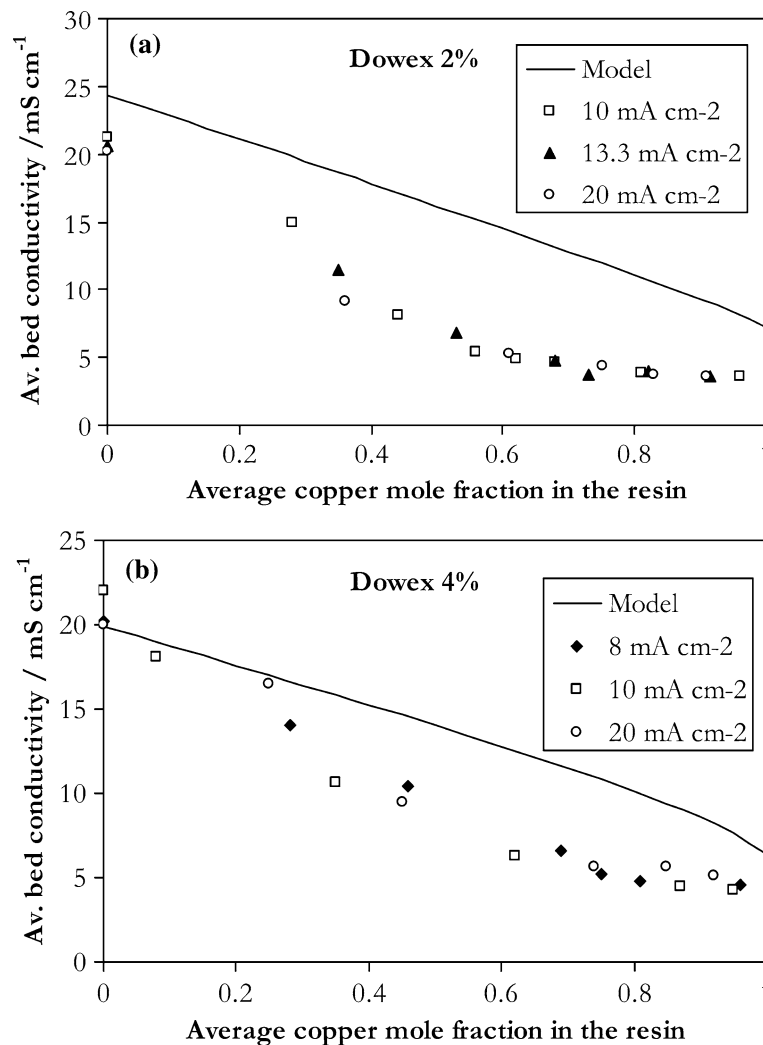 (a)
Dowex 2%
Av. bed conductivity /mS cm-1
30
25
20
15
10
5
0
Model
10 mA cm-2
13.3 mA cm-2
20 mA cm-2
0 0.2 0.4 0.6 0.8
Average copper mole fraction in the resin
(b)
Dowex 4%
Av. bed conductivity / mS cm-1
25
20
15
10
5
0
Model
8 mA cm-2
10 mA cm-2
20 mA cm-2
0 0.2 0.4 0.6 0.8
Average copper mole fraction in the resin